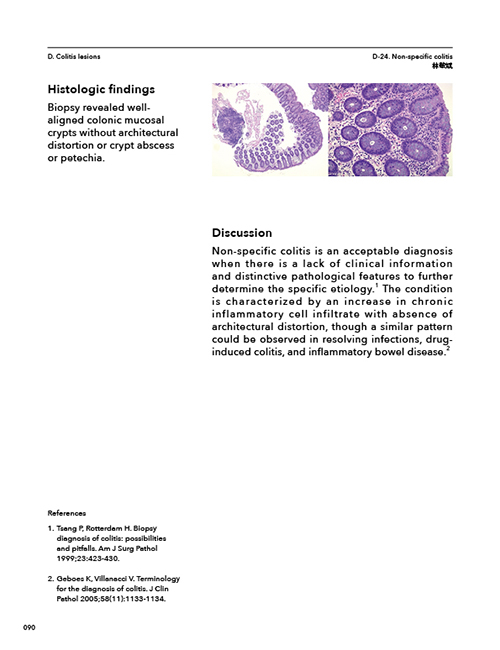 D. Colitis lesions
D-24. Non-specific colitis
林敏斌
Histologic findings
Biopsy revealed well-
aligned colonic mucosal
crypts without architectural
distortion or crypt abscess
or petechia.
Discussion
Non-specific colitis is an acceptable diagnosis
when there is a lack of clinical information
and distinctive pathological features to further
determine the specific etiology.1 The condition
is characterized by an increase in chronic
inflammatory cell infiltrate with absence of
architectural distortion, though a similar pattern
could be observed in resolving infections, drug-
induced colitis, and inflammatory bowel disease.2
References
1. Tsang P, Rotterdam H. Biopsy
diagnosis of colitis: possibilities
and pitfalls. Am J Surg Pathol
1999;23:423-430.
2. Geboes K, Villanacci V. Terminology
for the diagnosis of colitis. J Clin
Pathol 2005;58(11):1133-1134.
090